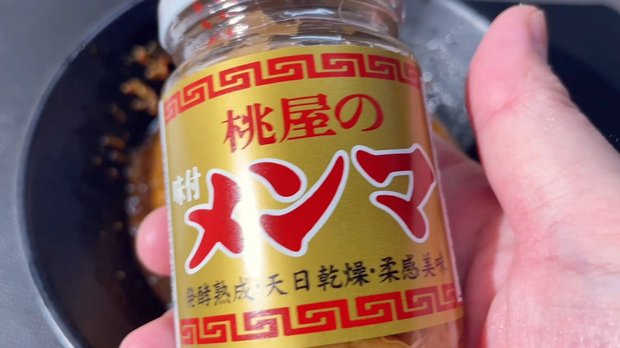 桃屋の
味付
メンマ
発酵熟成・天日乾燥・柔感美味